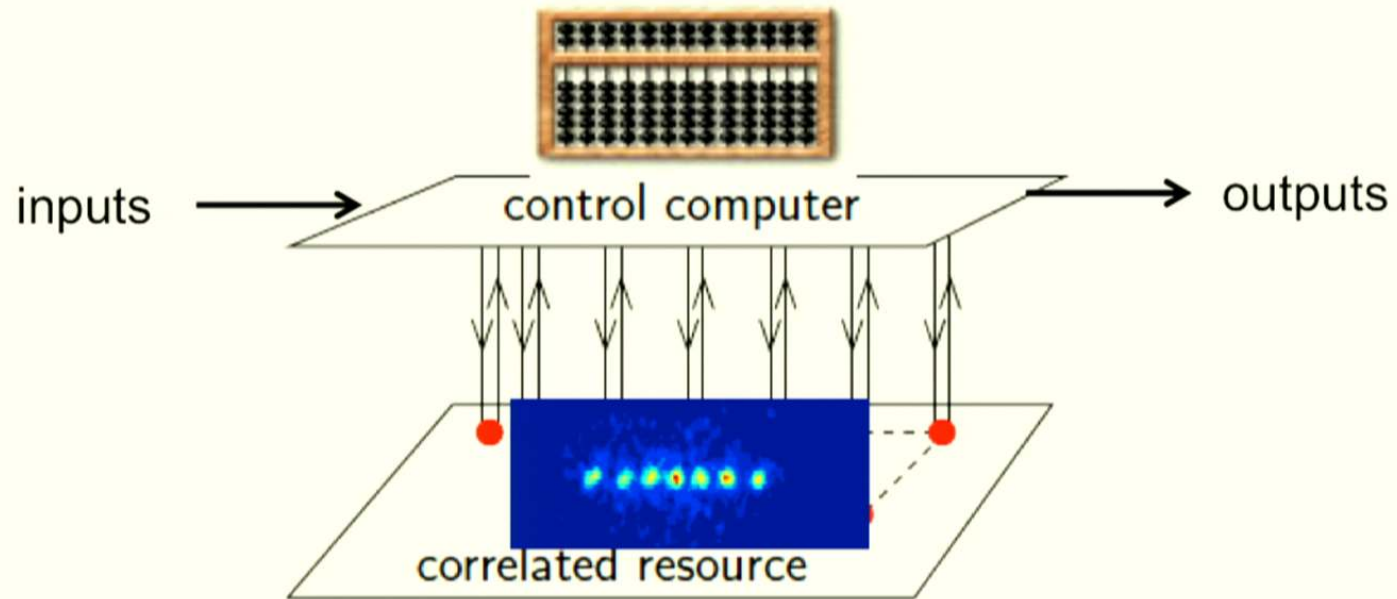 inputs
control computer
outputs
correlated resource